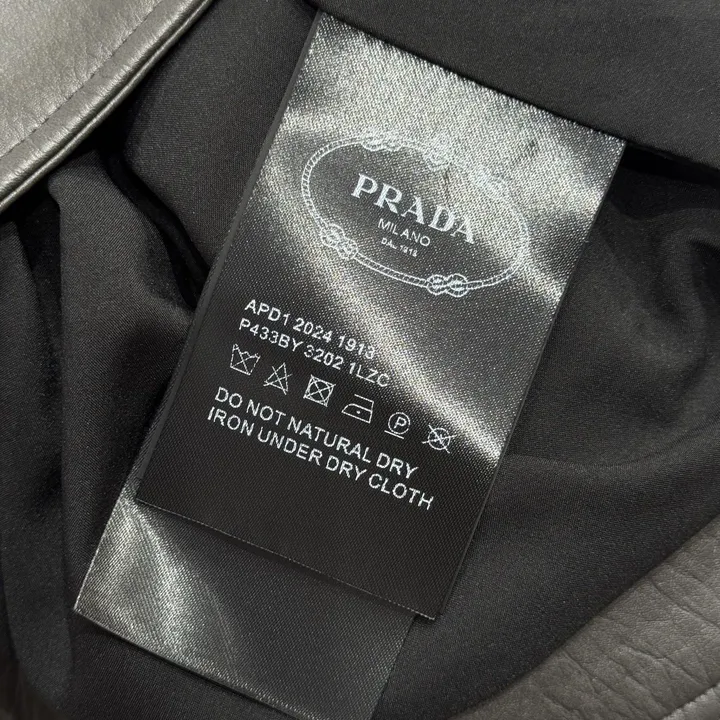 PRADA
MILANO
DAL 1913
APD1 2024 1913
P433BY 3202 1LZC
P
DO NOT NATURAL DRY
IRON UNDER DRY CLOTH